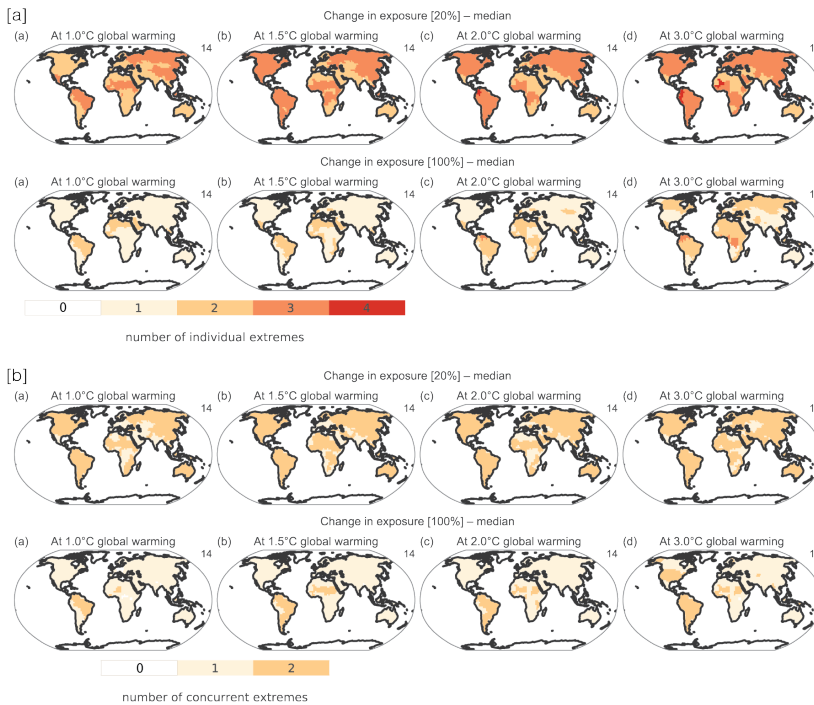 [a]
Change in exposure [20%] – median
(a) At 1.0°C global warming 14
(b) At 1.5°C global warming 14
(c) At 2.0°C global warming 14
(d) At 3.0°C global warming 1
Change in exposure [100%] – median
(a) At 1.0°C global warming 14
(b) At 1.5°C global warming 14
(c) At 2.0°C global warming 14
(d) At 3.0°C global warming 1
0 1 2 3 4
number of individual extremes
[b]
Change in exposure [20%] – median
(a) At 1.0°C global warming 14
(b) At 1.5°C global warming 14
(c) At 2.0°C global warming 14
(d) At 3.0°C global warming 1
Change in exposure [100%] – median
(a) At 1.0°C global warming 14
(b) At 1.5°C global warming 14
(c) At 2.0°C global warming 14
(d) At 3.0°C global warming 1
0 1 2
number of concurrent extremes